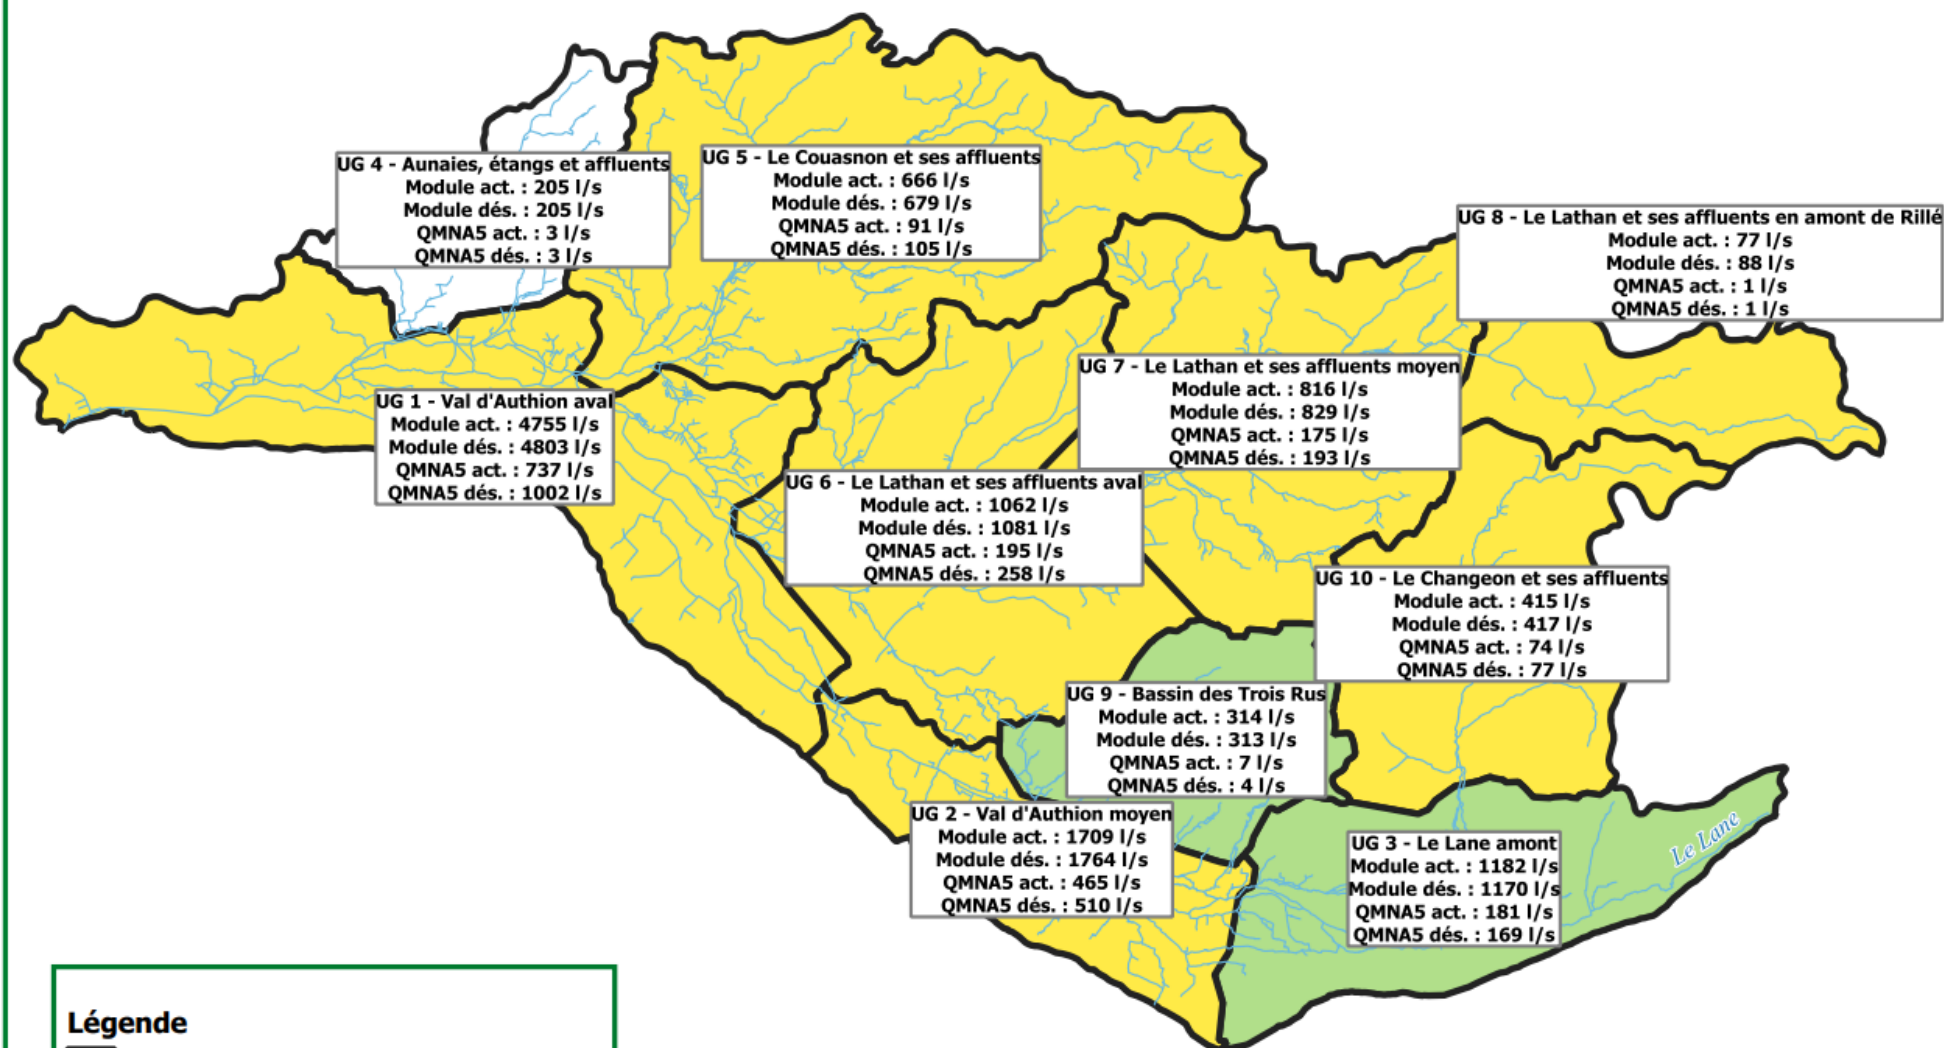 UG 4 - Aunaies, étangs et affluents
Module act. : 205 l/s
Module dés. : 205 l/s
QMNA5 act. : 3 l/s
QMNA5 dés. : 3 l/s
UG 5 - Le Couasnon et ses affluents
Module act. : 666 l/s
Module dés. : 679 l/s
QMNA5 act. : 91 l/s
QMNA5 dés. : 105 l/s
UG 8 - Le Lathan et ses affluents en amont de Rillé
Module act. : 77 l/s
Module dés. : 88 l/s
QMNA5 act. : 1 l/s
QMNA5 dés. : 1 l/s
UG 7 - Le Lathan et ses affluents moyen
Module act. : 816 l/s
Module dés. : 829 l/s
QMNA5 act. : 175 l/s
QMNA5 dés. : 193 l/s
UG 1 - Val d'Authion aval
Module act. : 4755 l/s
Module dés. : 4803 l/s
QMNA5 act. : 737 l/s
QMNA5 dés. : 1002 l/s
UG 6 - Le Lathan et ses affluents aval
Module act. : 1062 l/s
Module dés. : 1081 l/s
QMNA5 act. : 195 l/s
QMNA5 dés. : 258 l/s
UG 10 - Le Changeon et ses affluents
Module act. : 415 l/s
Module dés. : 417 l/s
QMNA5 act. : 74 l/s
QMNA5 dés. : 77 l/s
UG 9 - Bassin des Trois Rus
Module act. : 314 l/s
Module dés. : 313 l/s
QMNA5 act. : 7 l/s
QMNA5 dés. : 4 l/s
UG 2 - Val d'Authion moyen
Module act. : 1709 l/s
Module dés. : 1764 l/s
QMNA5 act. : 465 l/s
QMNA5 dés. : 510 l/s
UG 3 - Le Lane amont
Module act. : 1182 l/s
Module dés. : 1170 l/s
QMNA5 act. : 181 l/s
QMNA5 dés. : 169 l/s
Le Lane
Légende